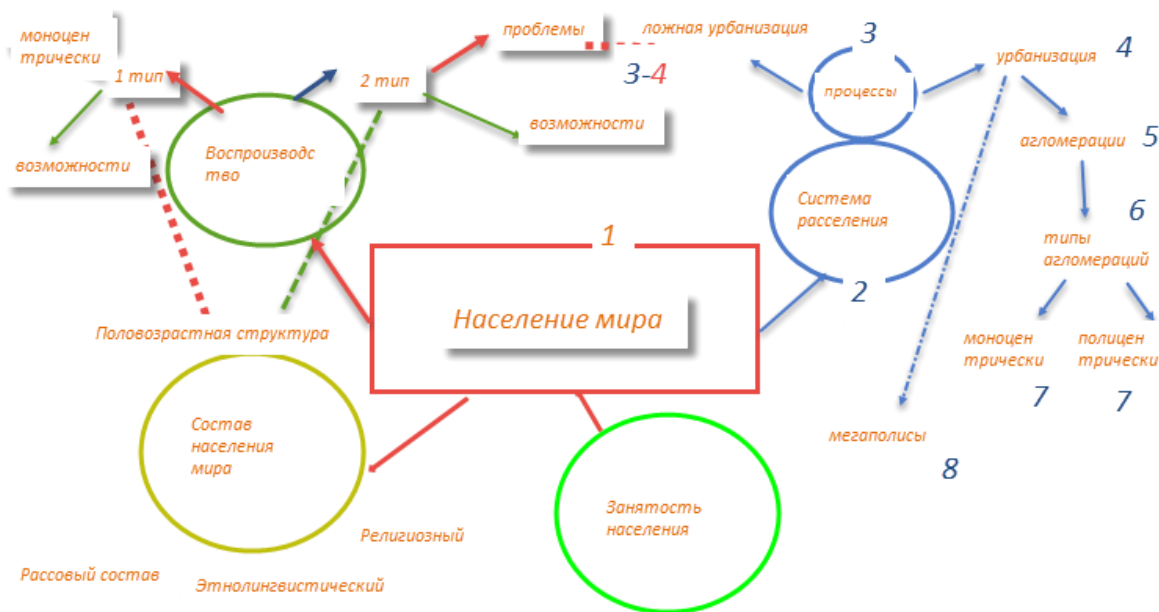 моноцен
трически
1 тип
возможности
2 тип
проблемы
возможности
ложная урбанизация
3-4
3
процессы
урбанизация
4
агломерации
5
6
типы
агломераций
моноцен
трически
7
полицен
трически
7
мегаполисы
8
Воспроизводс
тво
Система
расселения
2
1
Население мира
Половозрастная структура
Состав
населения
мира
Религиозный
Рассовый состав
Этнолингвистический
Занятость
населения